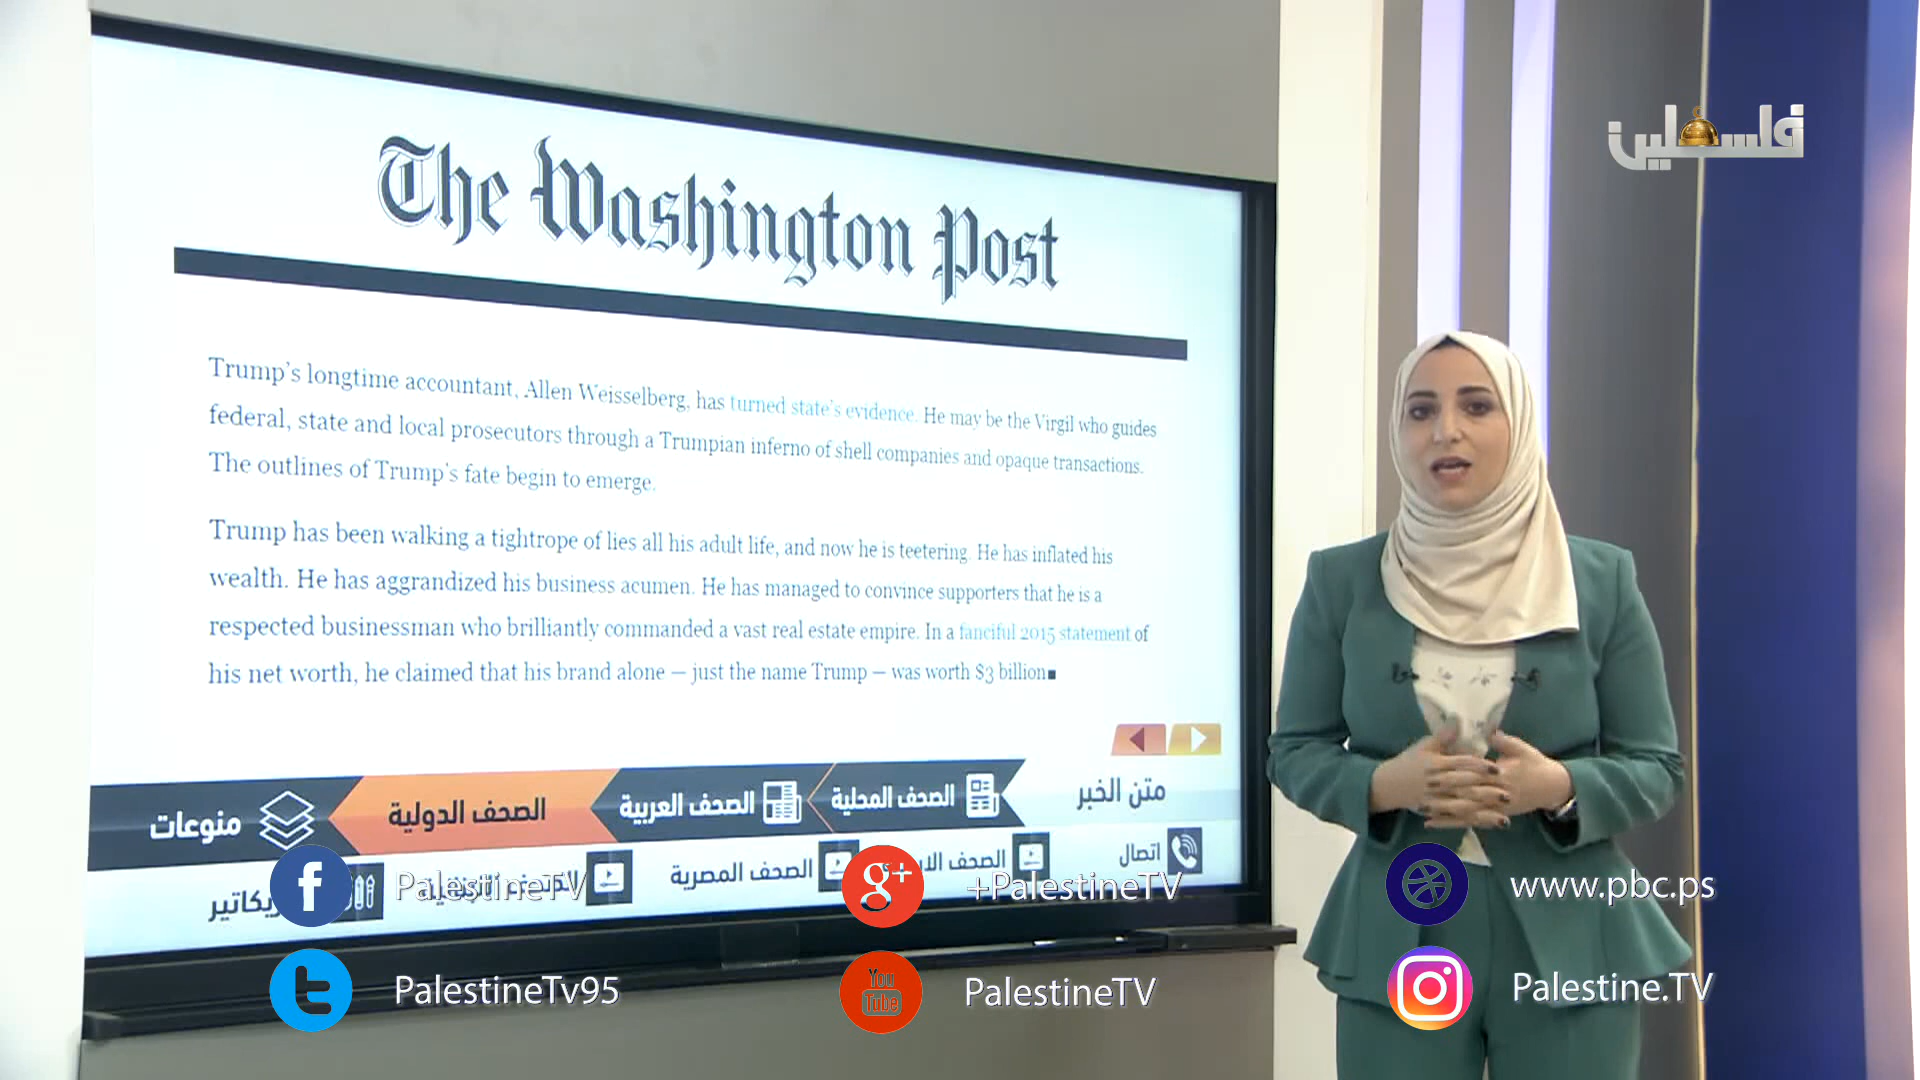 فلسطين
The Washington Post
Trump's longtime accountant, Allen Weisselberg, has turned state's evidence. He may be the Virgil who guides
federal, state and local prosecutors through a Trumpian inferno of shell companies and opaque transactions.
The outlines of Trump's fate begin to emerge.
Trump has been walking a tightrope of lies all his adult life, and now he is teetering. He has inflated his
wealth. He has aggrandized his business acumen. He has managed to convince supporters that he is a
respected businessman who brilliantly commanded a vast real estate empire. In a fanciful 2015 statement of
his net worth, he claimed that his brand alone — just the name Trump — was worth $3 billion■
متن الخبر
الصحف المحلية
الصحف العربية
الصحف الدولية
منوعات
اتصال
الصحف
الصحف المصرية
f PalestineTV
g+ +PalestineTV
www.pbc.ps
PalestineTv95
You Tube PalestineTV
Palestine.TV